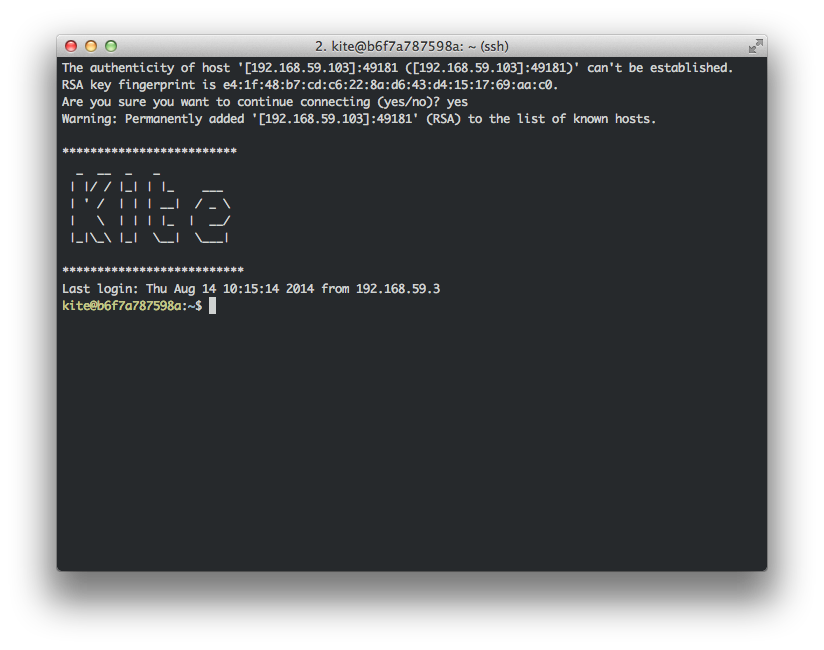 2. kite@b6f7a787598a: ~ (ssh)
The authenticity of host '[192.168.59.103]:49181 ([192.168.59.103]:49181)' can't be established.
RSA key fingerprint is e4:1f:48:b7:cd:c6:22:8a:d6:43:d4:15:17:69:aa:c0.
Are you sure you want to continue connecting (yes/no)? yes
Warning: Permanently added '[192.168.59.103]:49181' (RSA) to the list of known hosts.
*************************
Kite
**************************
Last login: Thu Aug 14 10:15:14 2014 from 192.168.59.3
kite@b6f7a787598a:~$